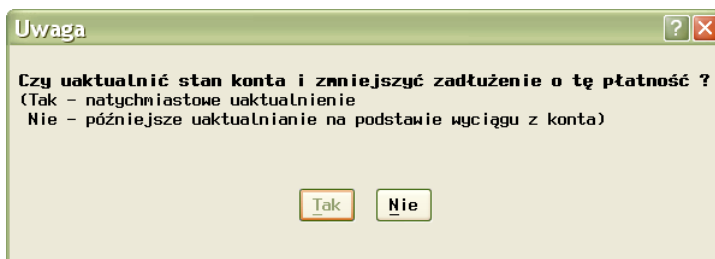 Uwaga
Czy uaktualnić stan konta i zmniejszyć zadłużenie o tę płatność ?
(Tak - natychmiastowe uaktualnienie
Nie - późniejsze uaktualnianie na podstawie wyciągu z konta)
Tak Nie